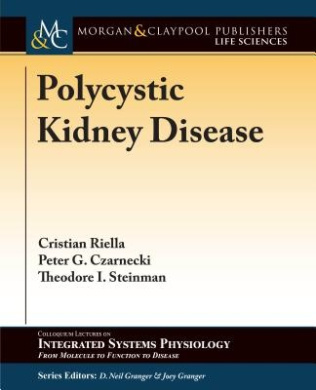 M
&C
MORGAN & CLAYPOOL PUBLISHERS
LIFE SCIENCES
Polycystic
Kidney Disease
Cristian Riella
Peter G. Czarnecki
Theodore I. Steinman
COLLOQUIUM LECTURES ON
INTEGRATED SYSTEMS PHYSIOLOGY
FROM MOLECULE TO FUNCTION TO DISEASE
Series Editors: D. Neil Granger & Joey Granger